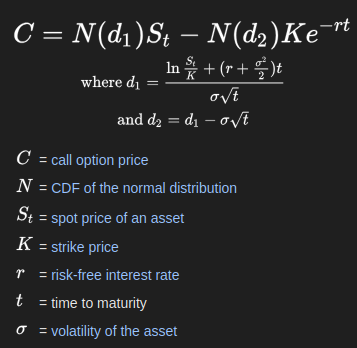 C = N(d₁)Sₜ − N(d₂)Ke⁻ʳᵗ
where d₁ = (ln Sₜ/K + (r + σ²/2)t) / σ√t
and d₂ = d₁ − σ√t
C = call option price
N = CDF of the normal distribution
Sₜ = spot price of an asset
K = strike price
r = risk-free interest rate
t = time to maturity
σ = volatility of the asset